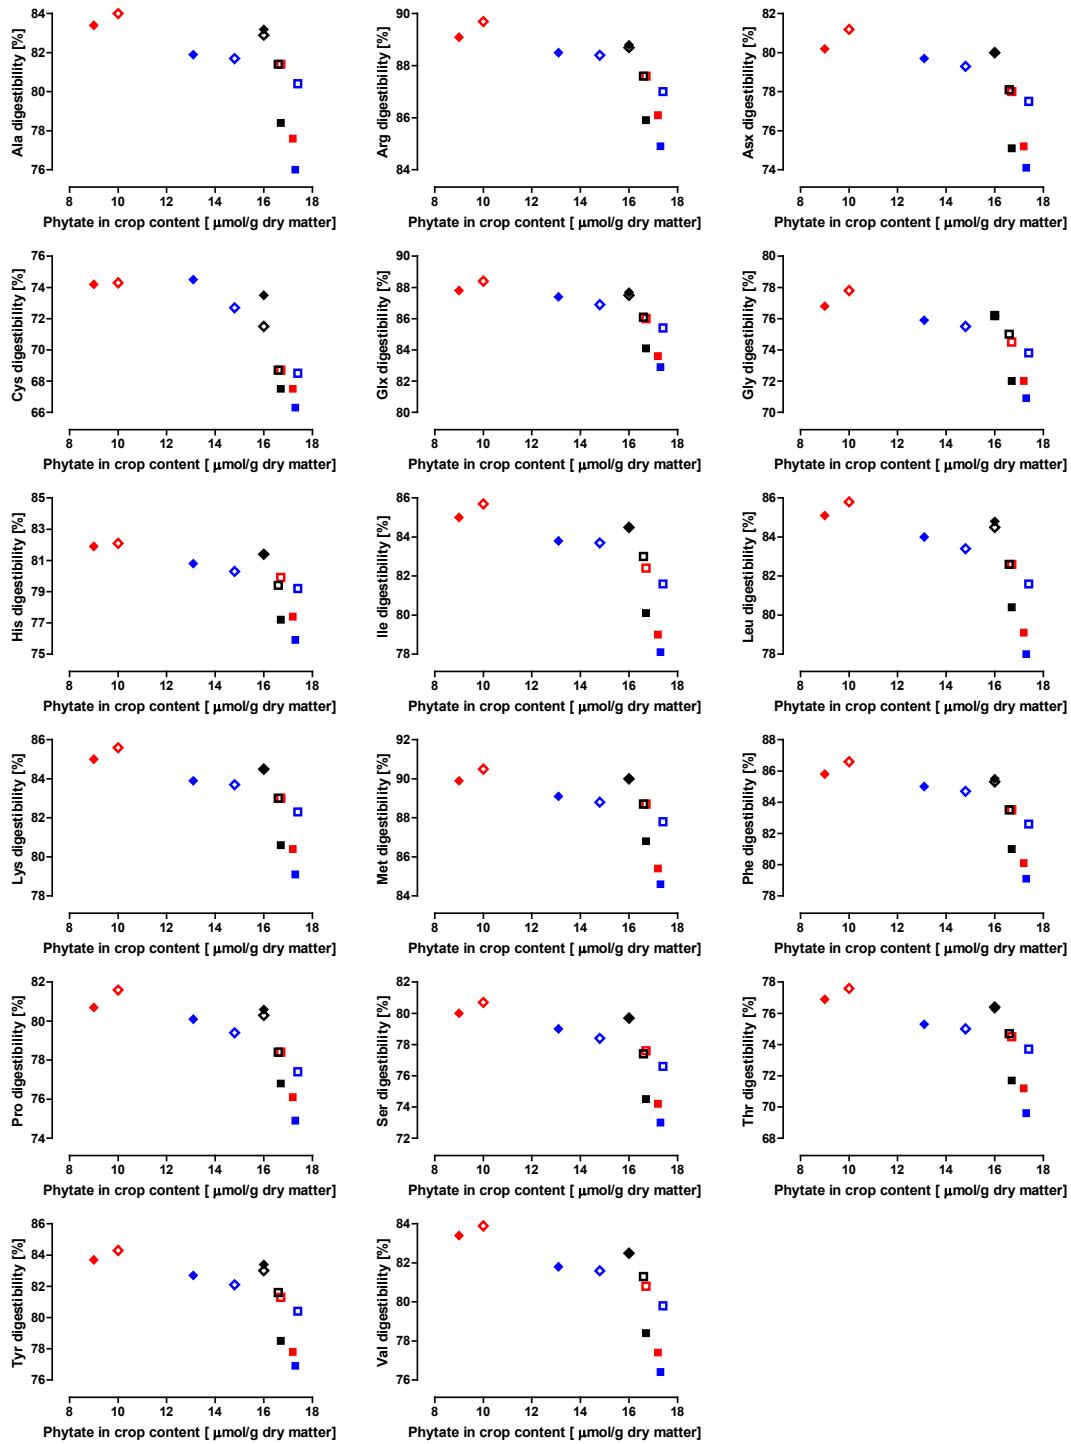 Ala digestibility [%]
84
82
80
78
76
8 10 12 14 16 18
Phytate in crop content [ µmol/g dry matter]
Arg digestibility [%]
90
88
86
84
8 10 12 14 16 18
Phytate in crop content [ µmol/g dry matter]
Asx digestibility [%]
82
80
78
76
74
8 10 12 14 16 18
Phytate in crop content [ µmol/g dry matter]
Cys digestibility [%]
76
74
72
70
68
66
8 10 12 14 16 18
Phytate in crop content [ µmol/g dry matter]
Glx digestibility [%]
90
88
86
84
82
80
8 10 12 14 16 18
Phytate in crop content [ µmol/g dry matter]
Gly digestibility [%]
78
76
74
72
70
8 10 12 14 16 18
Phytate in crop content [ µmol/g dry matter]
His digestibility [%]
85
83
81
79
77
75
8 10 12 14 16 18
Phytate in crop content [ µmol/g dry matter]
Ile digestibility [%]
86
84
82
80
78
8 10 12 14 16 18
Phytate in crop content [ µmol/g dry matter]
Leu digestibility [%]
86
84
82
80
78
8 10 12 14 16 18
Phytate in crop content [ µmol/g dry matter]
Lys digestibility [%]
86
84
82
80
78
8 10 12 14 16 18
Phytate in crop content [ µmol/g dry matter]
Met digestibility [%]
92
90
88
86
84
8 10 12 14 16 18
Phytate in crop content [ µmol/g dry matter]
Phe digestibility [%]
88
86
84
82
80
78
8 10 12 14 16 18
Phytate in crop content [ µmol/g dry matter]
Pro digestibility [%]
82
80
78
76
74
8 10 12 14 16 18
Phytate in crop content [ µmol/g dry matter]
Ser digestibility [%]
82
80
78
76
74
72
8 10 12 14 16 18
Phytate in crop content [ µmol/g dry matter]
Thr digestibility [%]
78
76
74
72
70
68
8 10 12 14 16 18
Phytate in crop content [ µmol/g dry matter]
Tyr digestibility [%]
86
84
82
80
78
76
8 10 12 14 16 18
Phytate in crop content [ µmol/g dry matter]
Val digestibility [%]
84
82
80
78
76
8 10 12 14 16 18
Phytate in crop content [ µmol/g dry matter]